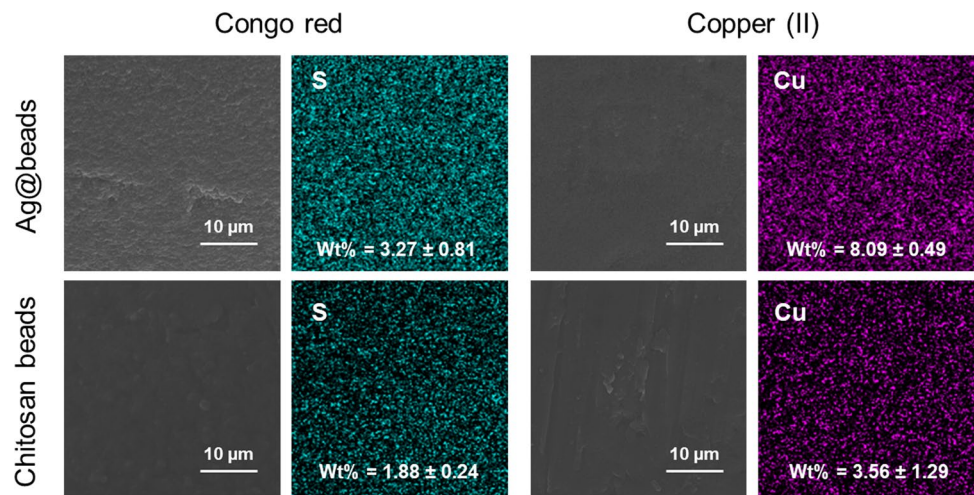 Congo red
Copper (II)
Ag@beads
10 µm
S
Wt% = 3.27 ± 0.81
10 µm
Cu
Wt% = 8.09 ± 0.49
Chitosan beads
10 µm
S
Wt% = 1.88 ± 0.24
10 µm
Cu
Wt% = 3.56 ± 1.29